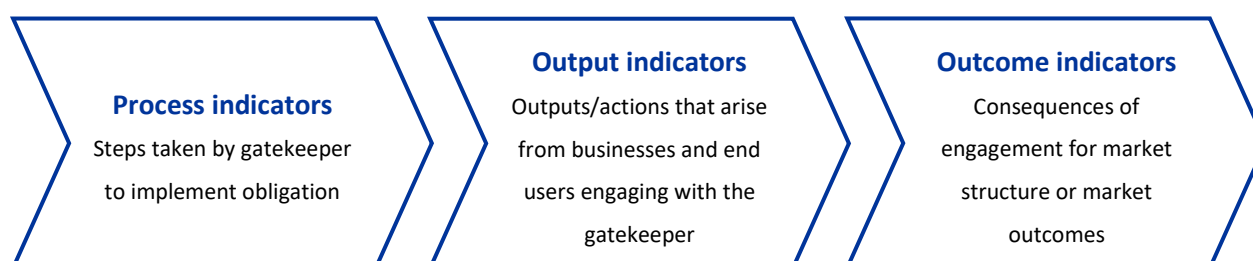 Process indicators
Steps taken by gatekeeper
to implement obligation
Output indicators
Outputs/actions that arise
from businesses and end
users engaging with the
gatekeeper
Outcome indicators
Consequences of
engagement for market
structure or market
outcomes